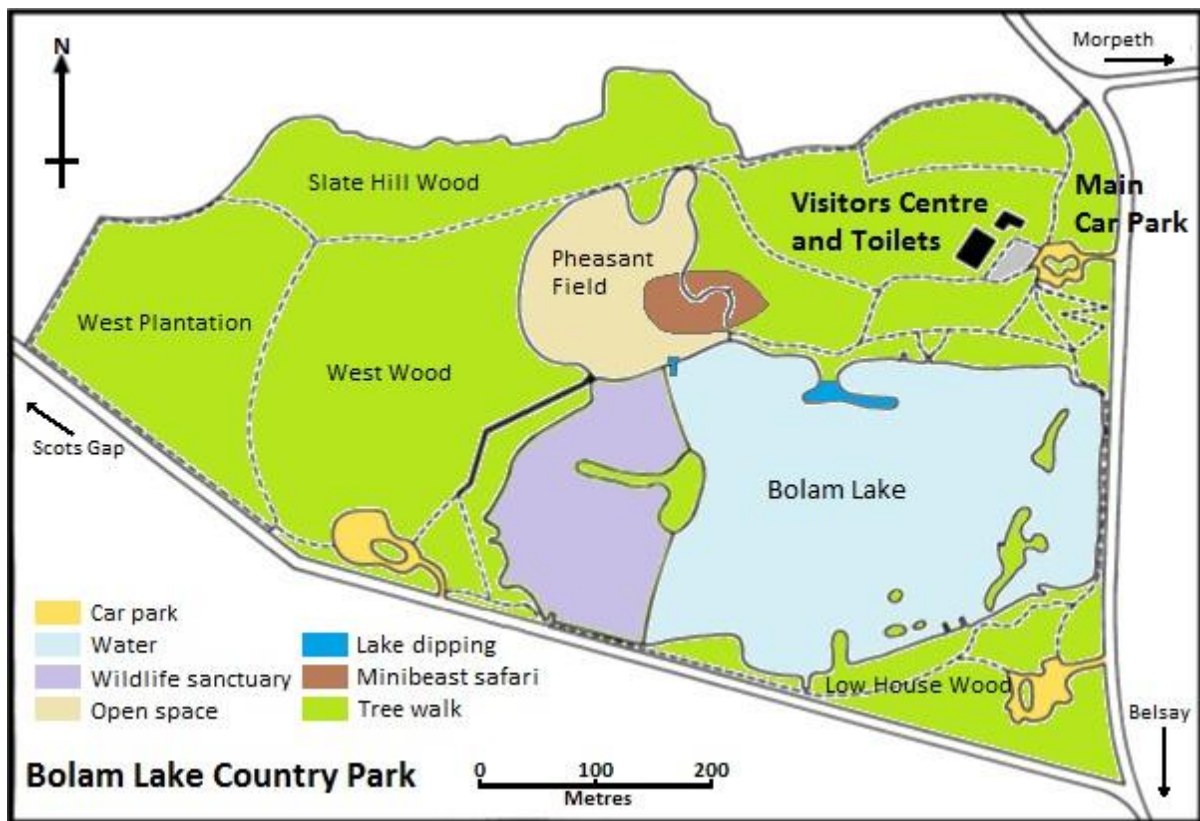 N
Morpeth
Slate Hill Wood
Visitors Centre
and Toilets
Main
Car Park
Pheasant
Field
West Plantation
West Wood
Scots Gap
Bolam Lake
Car park
Water
Wildlife sanctuary
Open space
Lake dipping
Minibeast safari
Tree walk
Low House Wood
Belsay
Bolam Lake Country Park
0 100 200
Metres